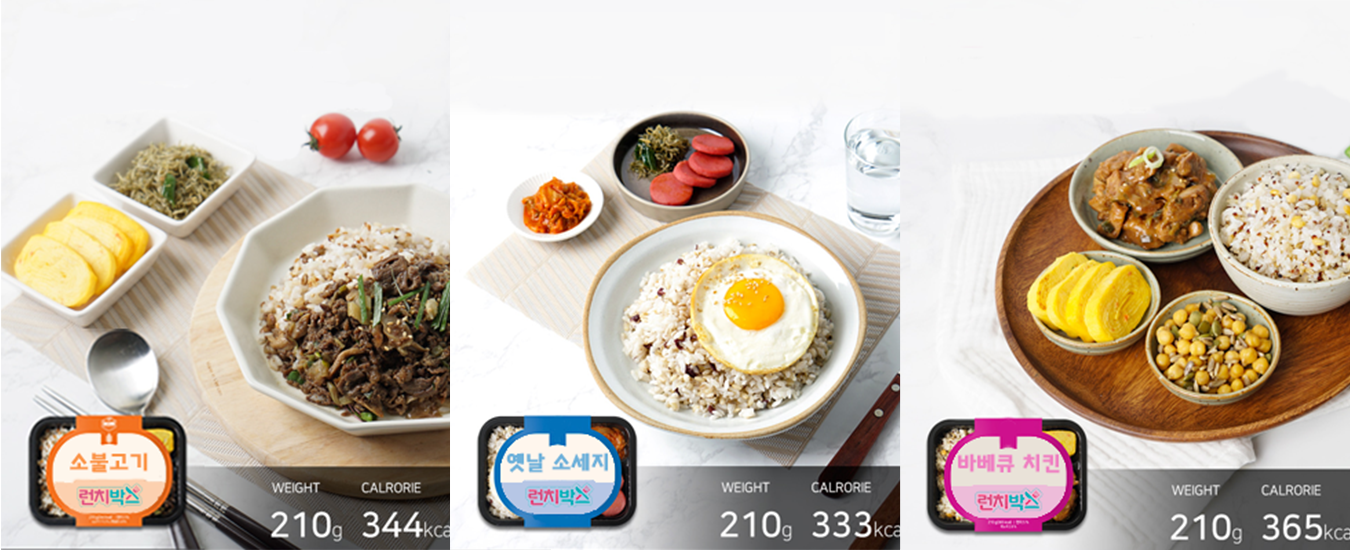 소불고기
런치박스
WEIGHT CALRORIE
210g 344kca
옛날 소세지
런치박스
WEIGHT CALRORIE
210g 333kca
바베큐 치킨
런치박스
WEIGHT CALRORIE
210g 365kca